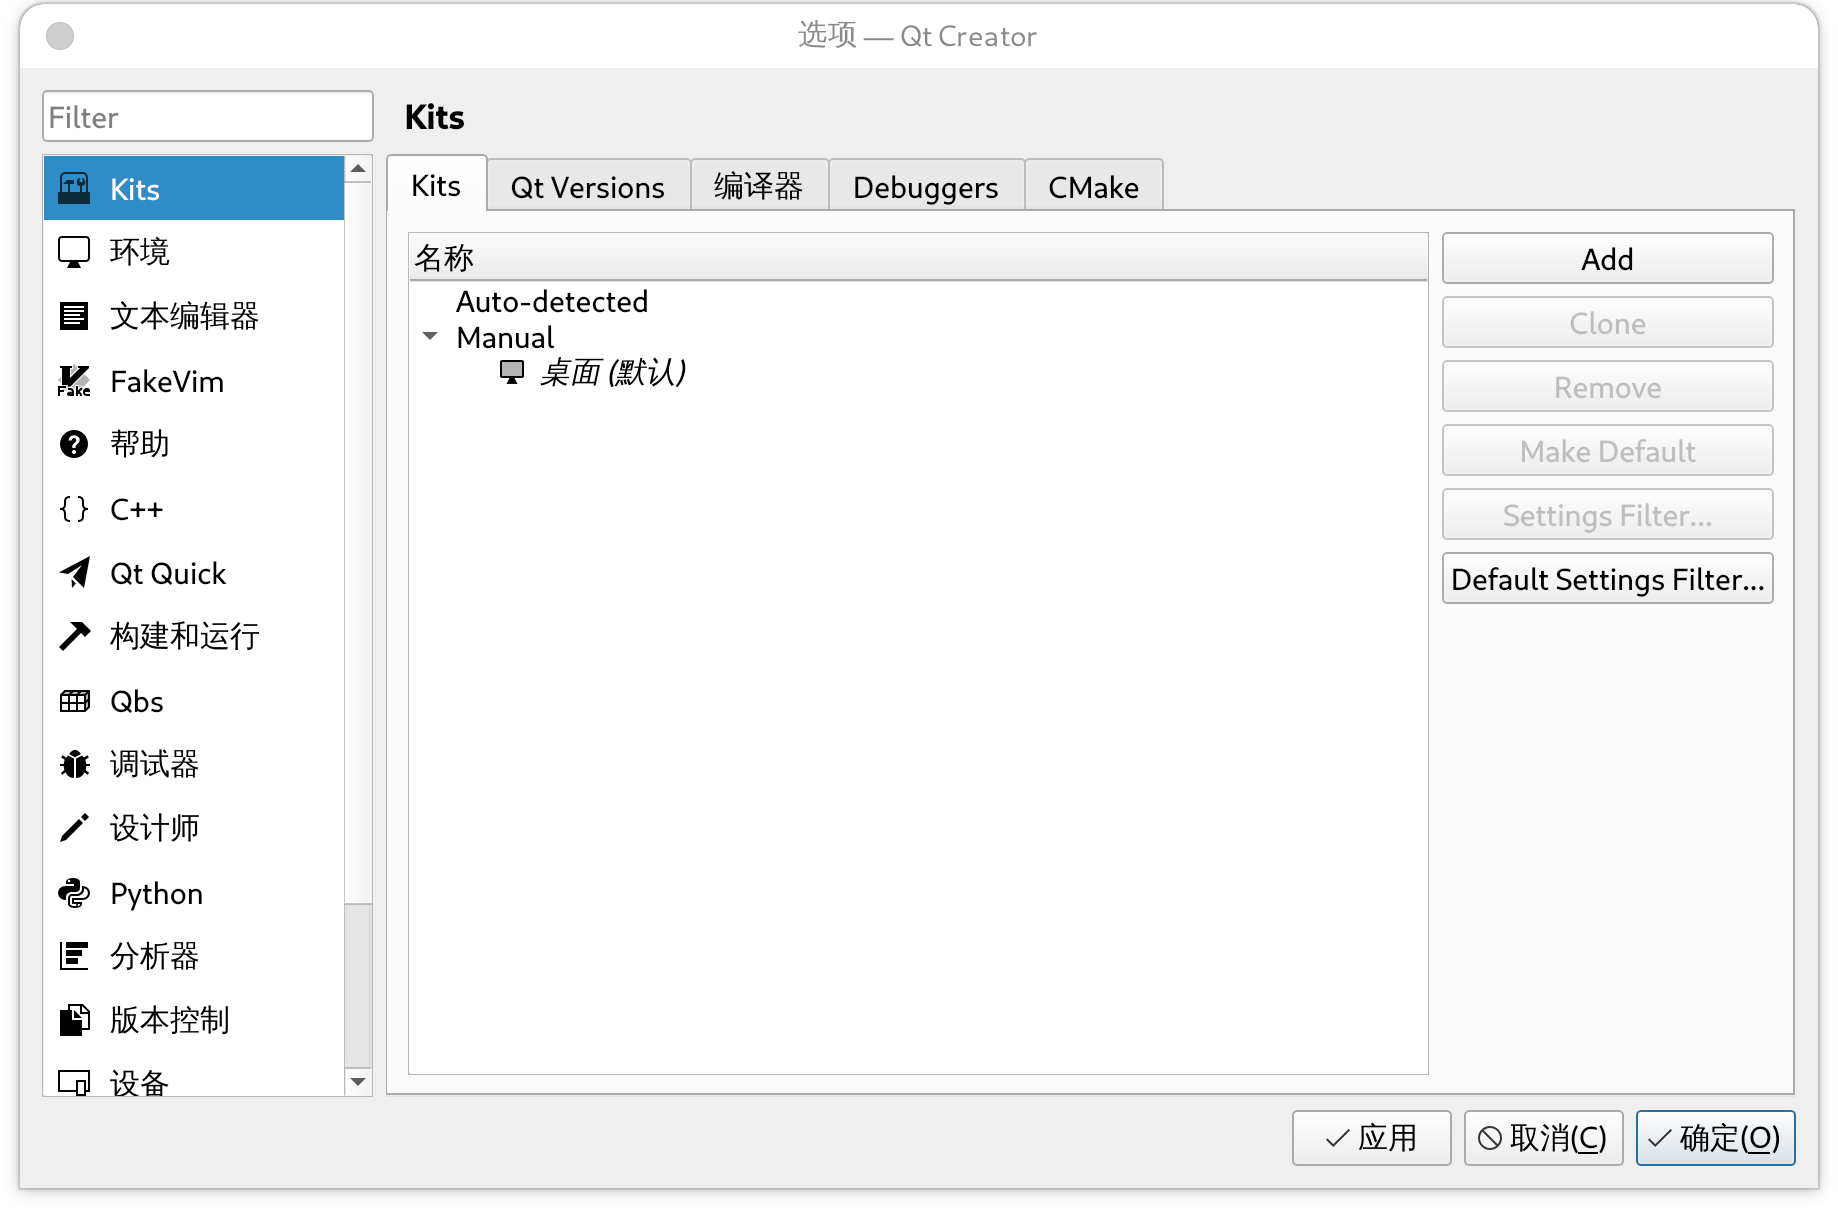 选项 — Qt Creator
Filter
Kits
环境
文本编辑器
FakeVim
Fake
帮助
C++
Qt Quick
构建和运行
Qbs
调试器
设计师
Python
分析器
版本控制
设备
Kits
Kits
Qt Versions
编译器
Debuggers
CMake
名称
Auto-detected
Manual
桌面 (默认)
Add
Clone
Remove
Make Default
Settings Filter...
Default Settings Filter...
应用
取消(C)
确定(O)